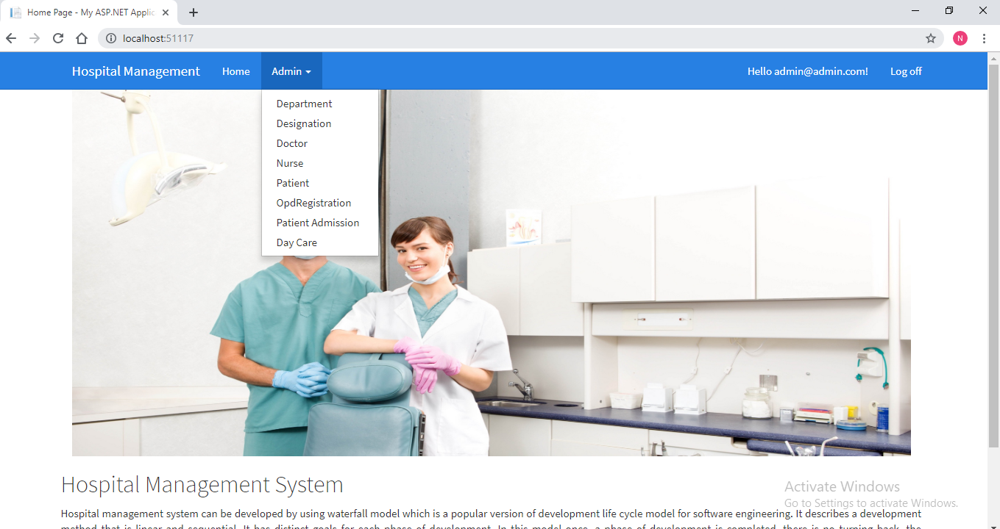 Home Page - My ASP.NET Applic
localhost:51117
N
Hospital Management Home Admin Hello admin@admin.com! Log off
Department
Designation
Doctor
Nurse
Patient
OpdRegistration
Patient Admission
Day Care
Hospital Management System
Activate Windows
Go to Settings to activate Windows.
Hospital management system can be developed by using waterfall model which is a popular version of development life cycle model for software engineering. It describes a development
method that is linear and sequential. It has distinct goals for each phase of development. In this model once, a phase of development is completed, there is no turning back, the